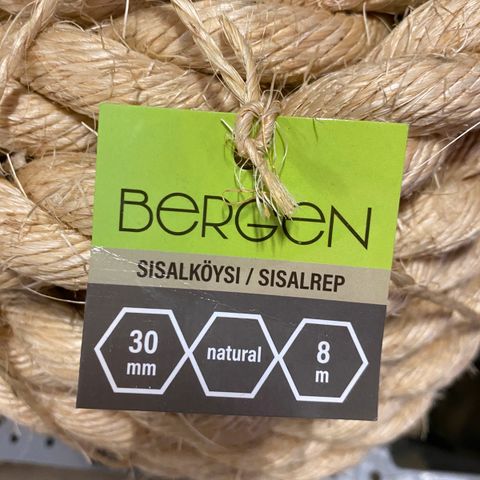 BERGEN
SISALKÖYSI / SISALREP
30 mm
natural
8 m